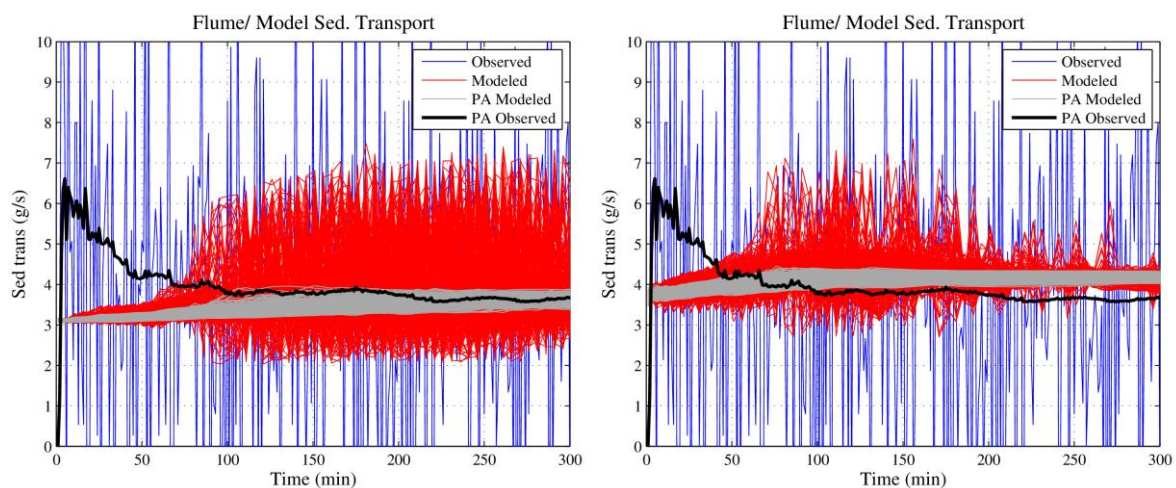 Flume/ Model Sed. Transport
10
9
8
7
6
5
4
3
2
1
0
Sed trans (g/s)
0 50 100 150 200 250 300
Time (min)
Observed
Modeled
PA Modeled
PA Observed
Flume/ Model Sed. Transport
10
9
8
7
6
5
4
3
2
1
0
Sed trans (g/s)
0 50 100 150 200 250 300
Time (min)
Observed
Modeled
PA Modeled
PA Observed